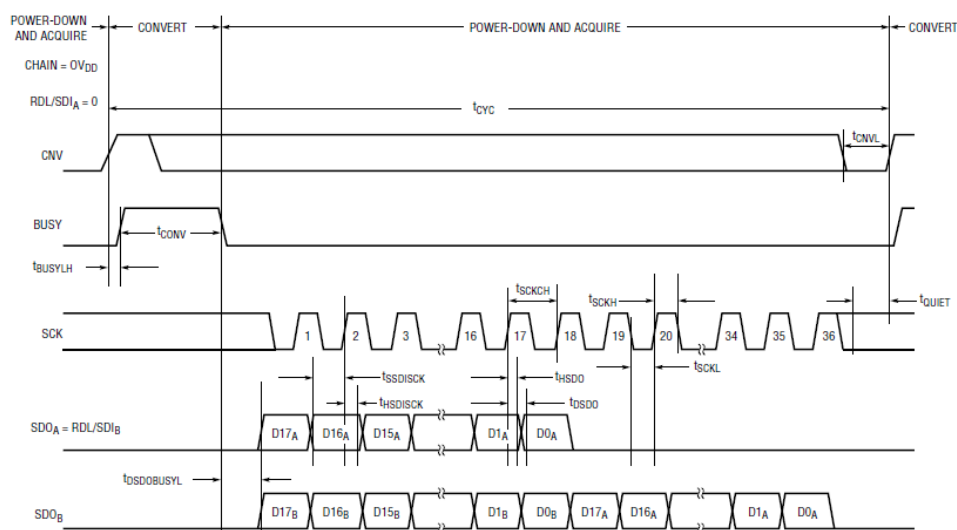 POWER-DOWN CONVERT POWER-DOWN AND ACQUIRE CONVERT
AND ACQUIRE
CHAIN = OVDD
RDL/SDIA = 0
tCYC
tCNVL
CNV
BUSY
tCONV
tBUSYLH
tSCKCH
tSCKH
tQUIET
SCK
1 2 3 16 17 18 19 20 34 35 36
tSSDISCK
tHSDO
tSCKL
tHSDISCK
tDSDO
SDOA = RDL/SDIB
D17A D16A D15A D1A D0A
tDSDOBUSYL
SDOB
D17B D16B D15B D1B D0B D17A D16A D1A D0A